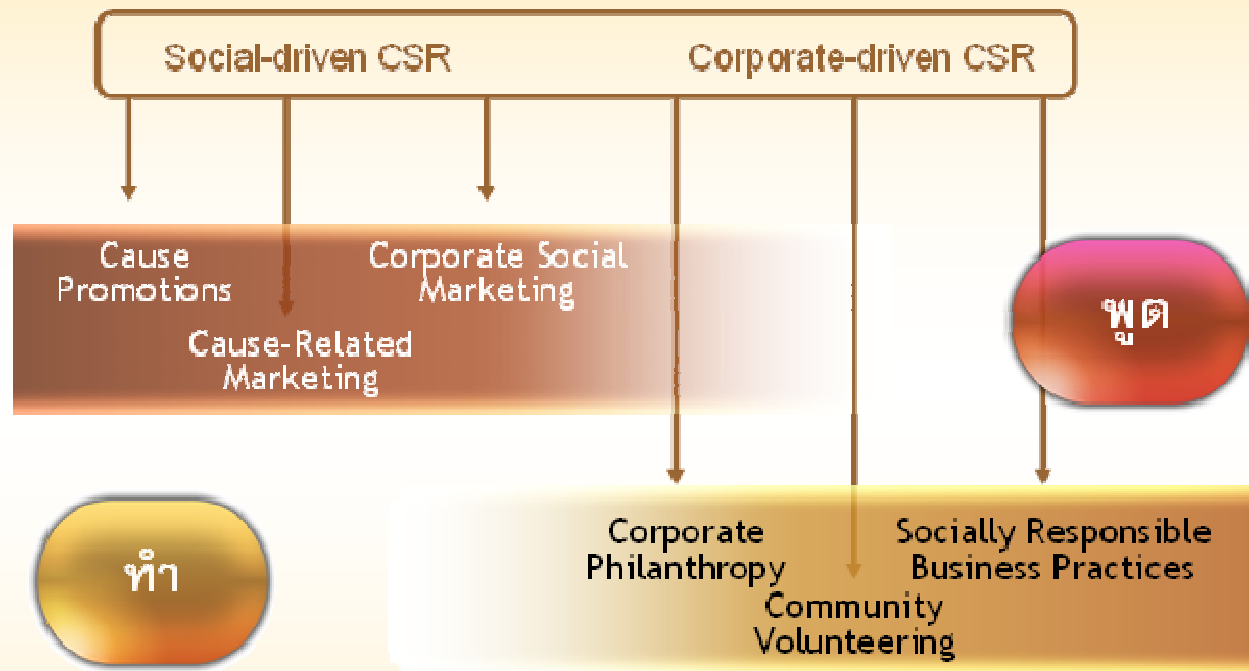 Social-driven CSR
Corporate-driven CSR
Cause
Promotions
Corporate Social
Marketing
Cause-Related
Marketing
พูด
ทำ
Corporate
Philanthropy
Socially Responsible
Business Practices
Community
Volunteering